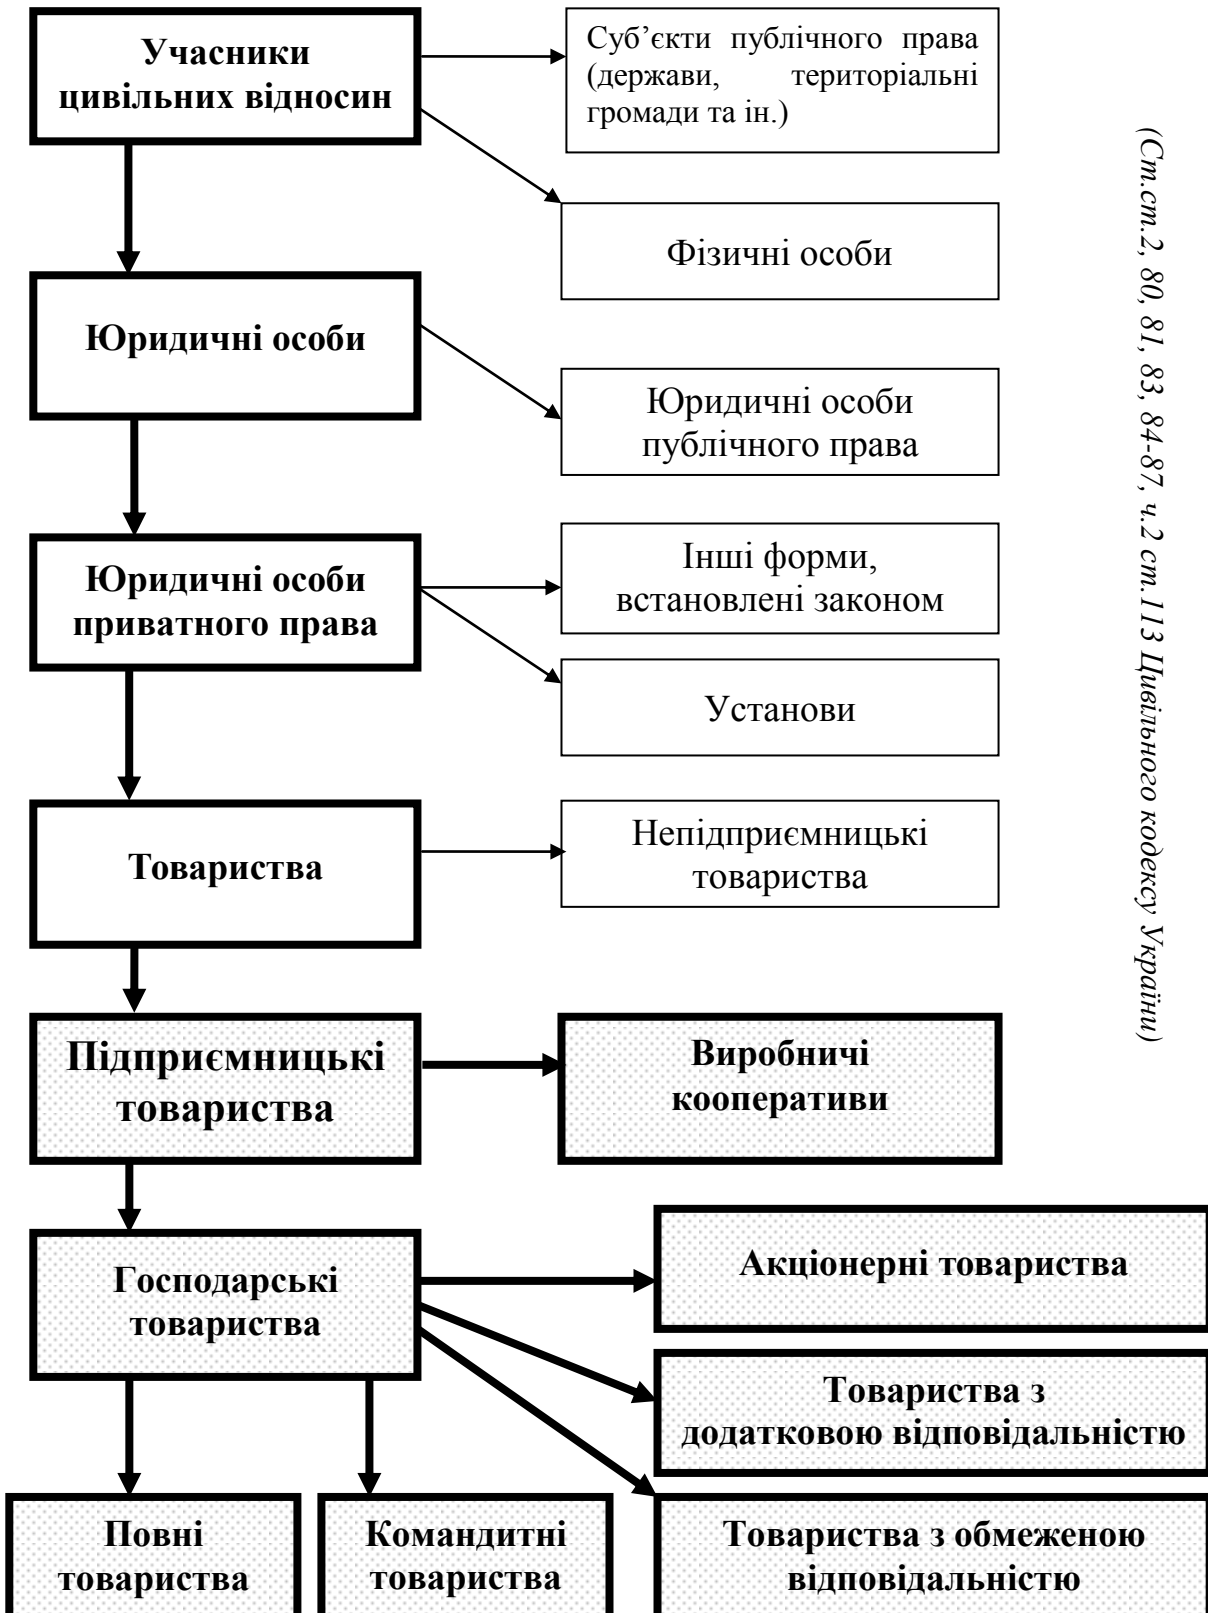 Учасники
цивільних відносин
Суб’єкти публічного права
(держави, територіальні
громади та ін.)
Фізичні особи
Юридичні особи
Юридичні особи
публічного права
Юридичні особи
приватного права
Інші форми,
встановлені законом
Установи
Товариства
Непідприємницькі
товариства
Підприємницькі
товариства
Виробничі
кооперативи
Господарські
товариства
Акціонерні товариства
Товариства з
додатковою відповідальністю
Повні
товариства
Командитні
товариства
Товариства з обмеженою
відповідальністю
(Ст.ст.2, 80, 81, 83, 84-87, ч.2 ст.113 Цивільного кодексу України)